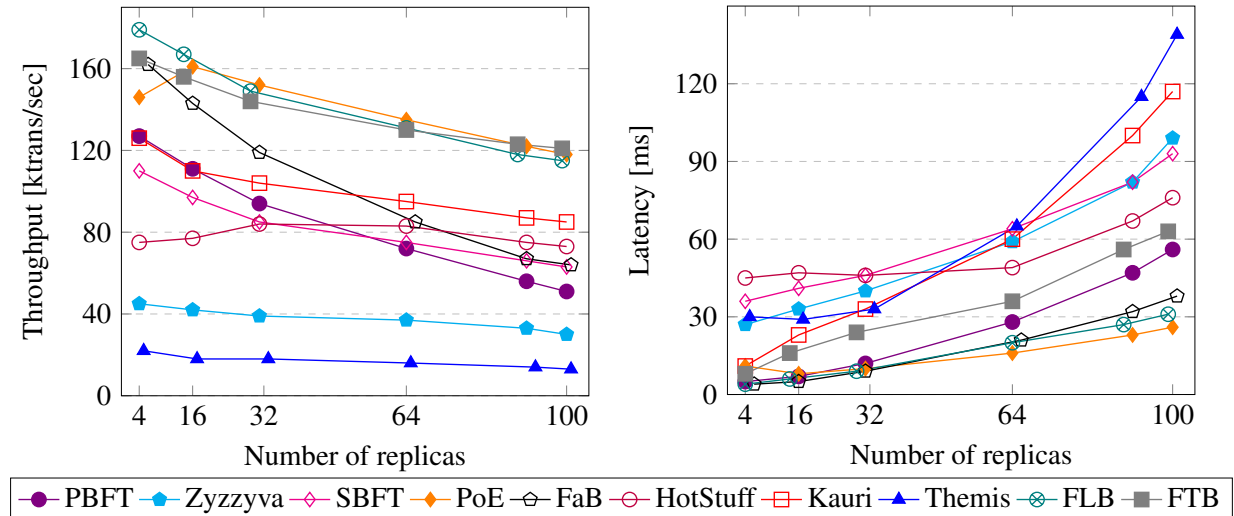 160
120
80
40
0
Throughput [ktrans/sec]
4 16 32 64 100
Number of replicas
120
90
60
30
0
Latency [ms]
4 16 32 64 100
Number of replicas
PBFT Zyzzyva SBFT PoE FaB HotStuff Kauri Themis FLB FTB